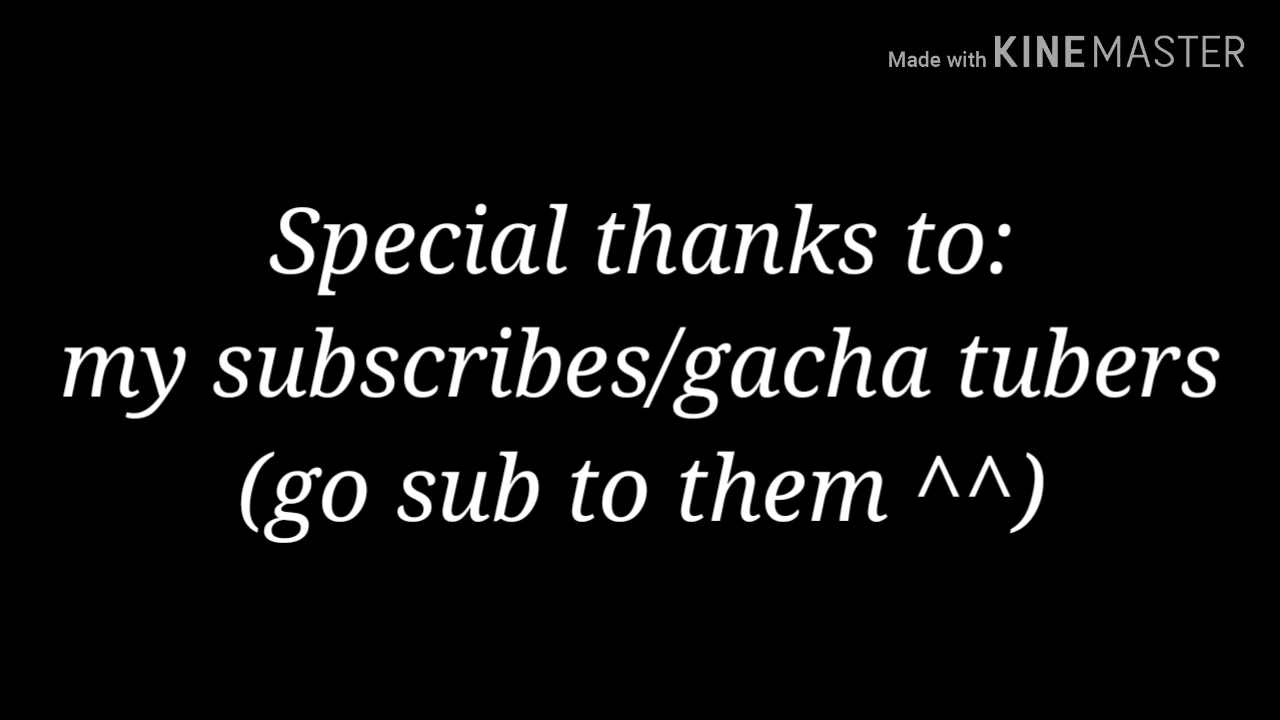 Made with KINEMASTER
Special thanks to:
my subscribes/gacha tubers
(go sub to them ^^)